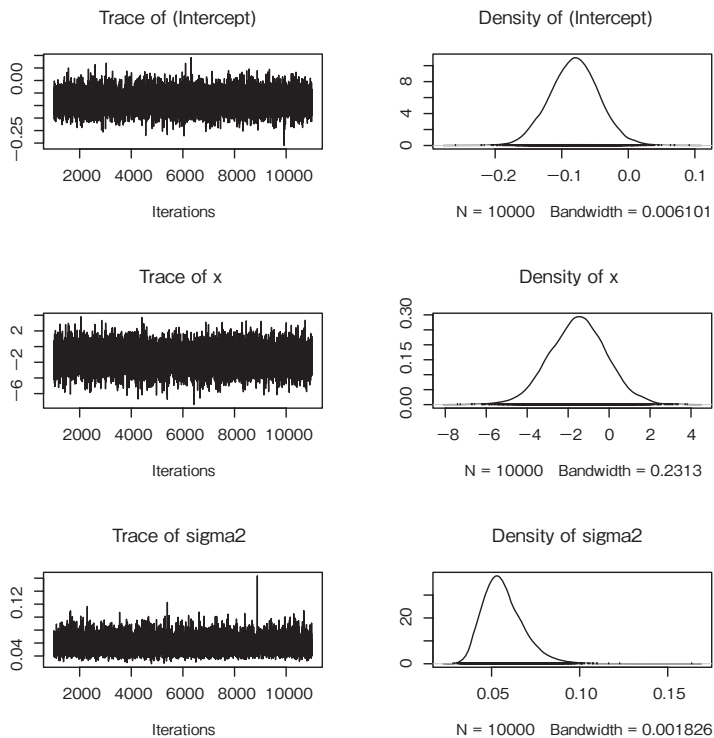 Trace of (Intercept)
0.00
−0.25
2000 4000 6000 8000 10000
Iterations
Density of (Intercept)
8
4
0
−0.2 −0.1 0.0 0.1
N = 10000 Bandwidth = 0.006101
Trace of x
2
−2
−6
2000 4000 6000 8000 10000
Iterations
Density of x
0.30
0.15
0.00
−8 −6 −4 −2 0 2 4
N = 10000 Bandwidth = 0.2313
Trace of sigma2
0.12
0.04
2000 4000 6000 8000 10000
Iterations
Density of sigma2
20
0
0.05 0.10 0.15
N = 10000 Bandwidth = 0.001826